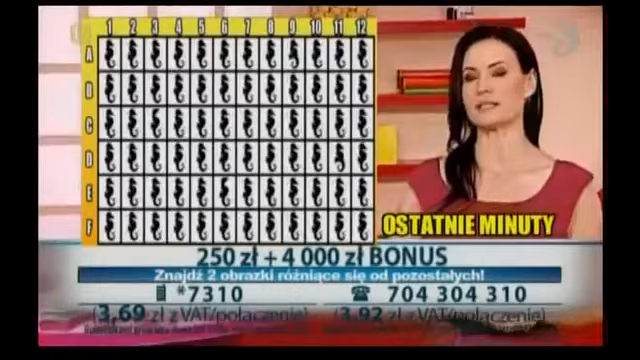 1 2 3 4 5 6 7 8 9 10 11 12
A
B
C
D
E
F
OSTATNIE MINUTY
250 zł + 4 000 zł BONUS
Znajdź 2 obrazki różniące się od pozostałych!
*7310 704 304 310
(3,69 zł z VAT/połączenie) (3,92 zł z VAT/połączenie)